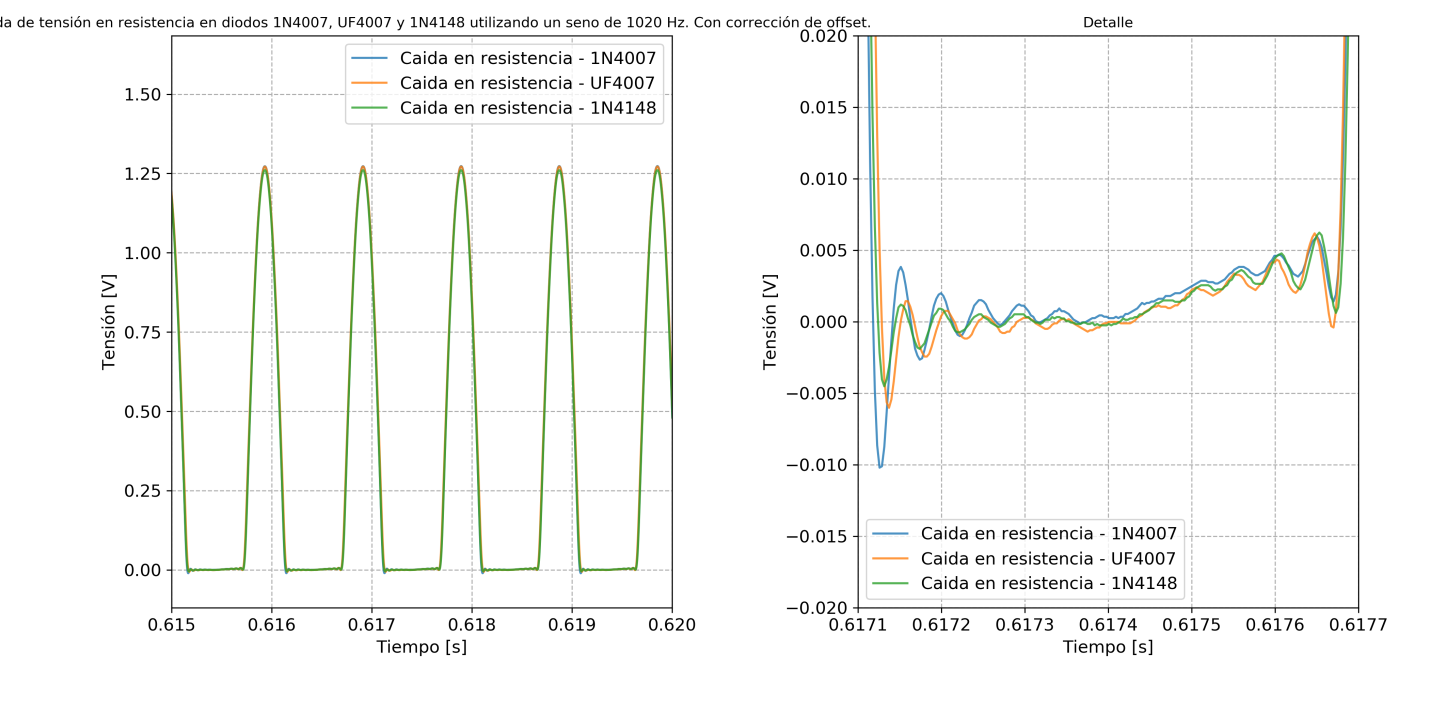 de tensión en resistencia en diodos 1N4007, UF4007 y 1N4148 utilizando un seno de 1020 Hz. Con corrección de offset.
Caida en resistencia - 1N4007
Caida en resistencia - UF4007
Caida en resistencia - 1N4148
1.50
1.25
1.00
0.75
0.50
0.25
0.00
Tensión [V]
0.615 0.616 0.617 0.618 0.619 0.620
Tiempo [s]
Detalle
0.020
0.015
0.010
0.005
0.000
−0.005
−0.010
−0.015
−0.020
Tensión [V]
Caida en resistencia - 1N4007
Caida en resistencia - UF4007
Caida en resistencia - 1N4148
0.6171 0.6172 0.6173 0.6174 0.6175 0.6176 0.6177
Tiempo [s]